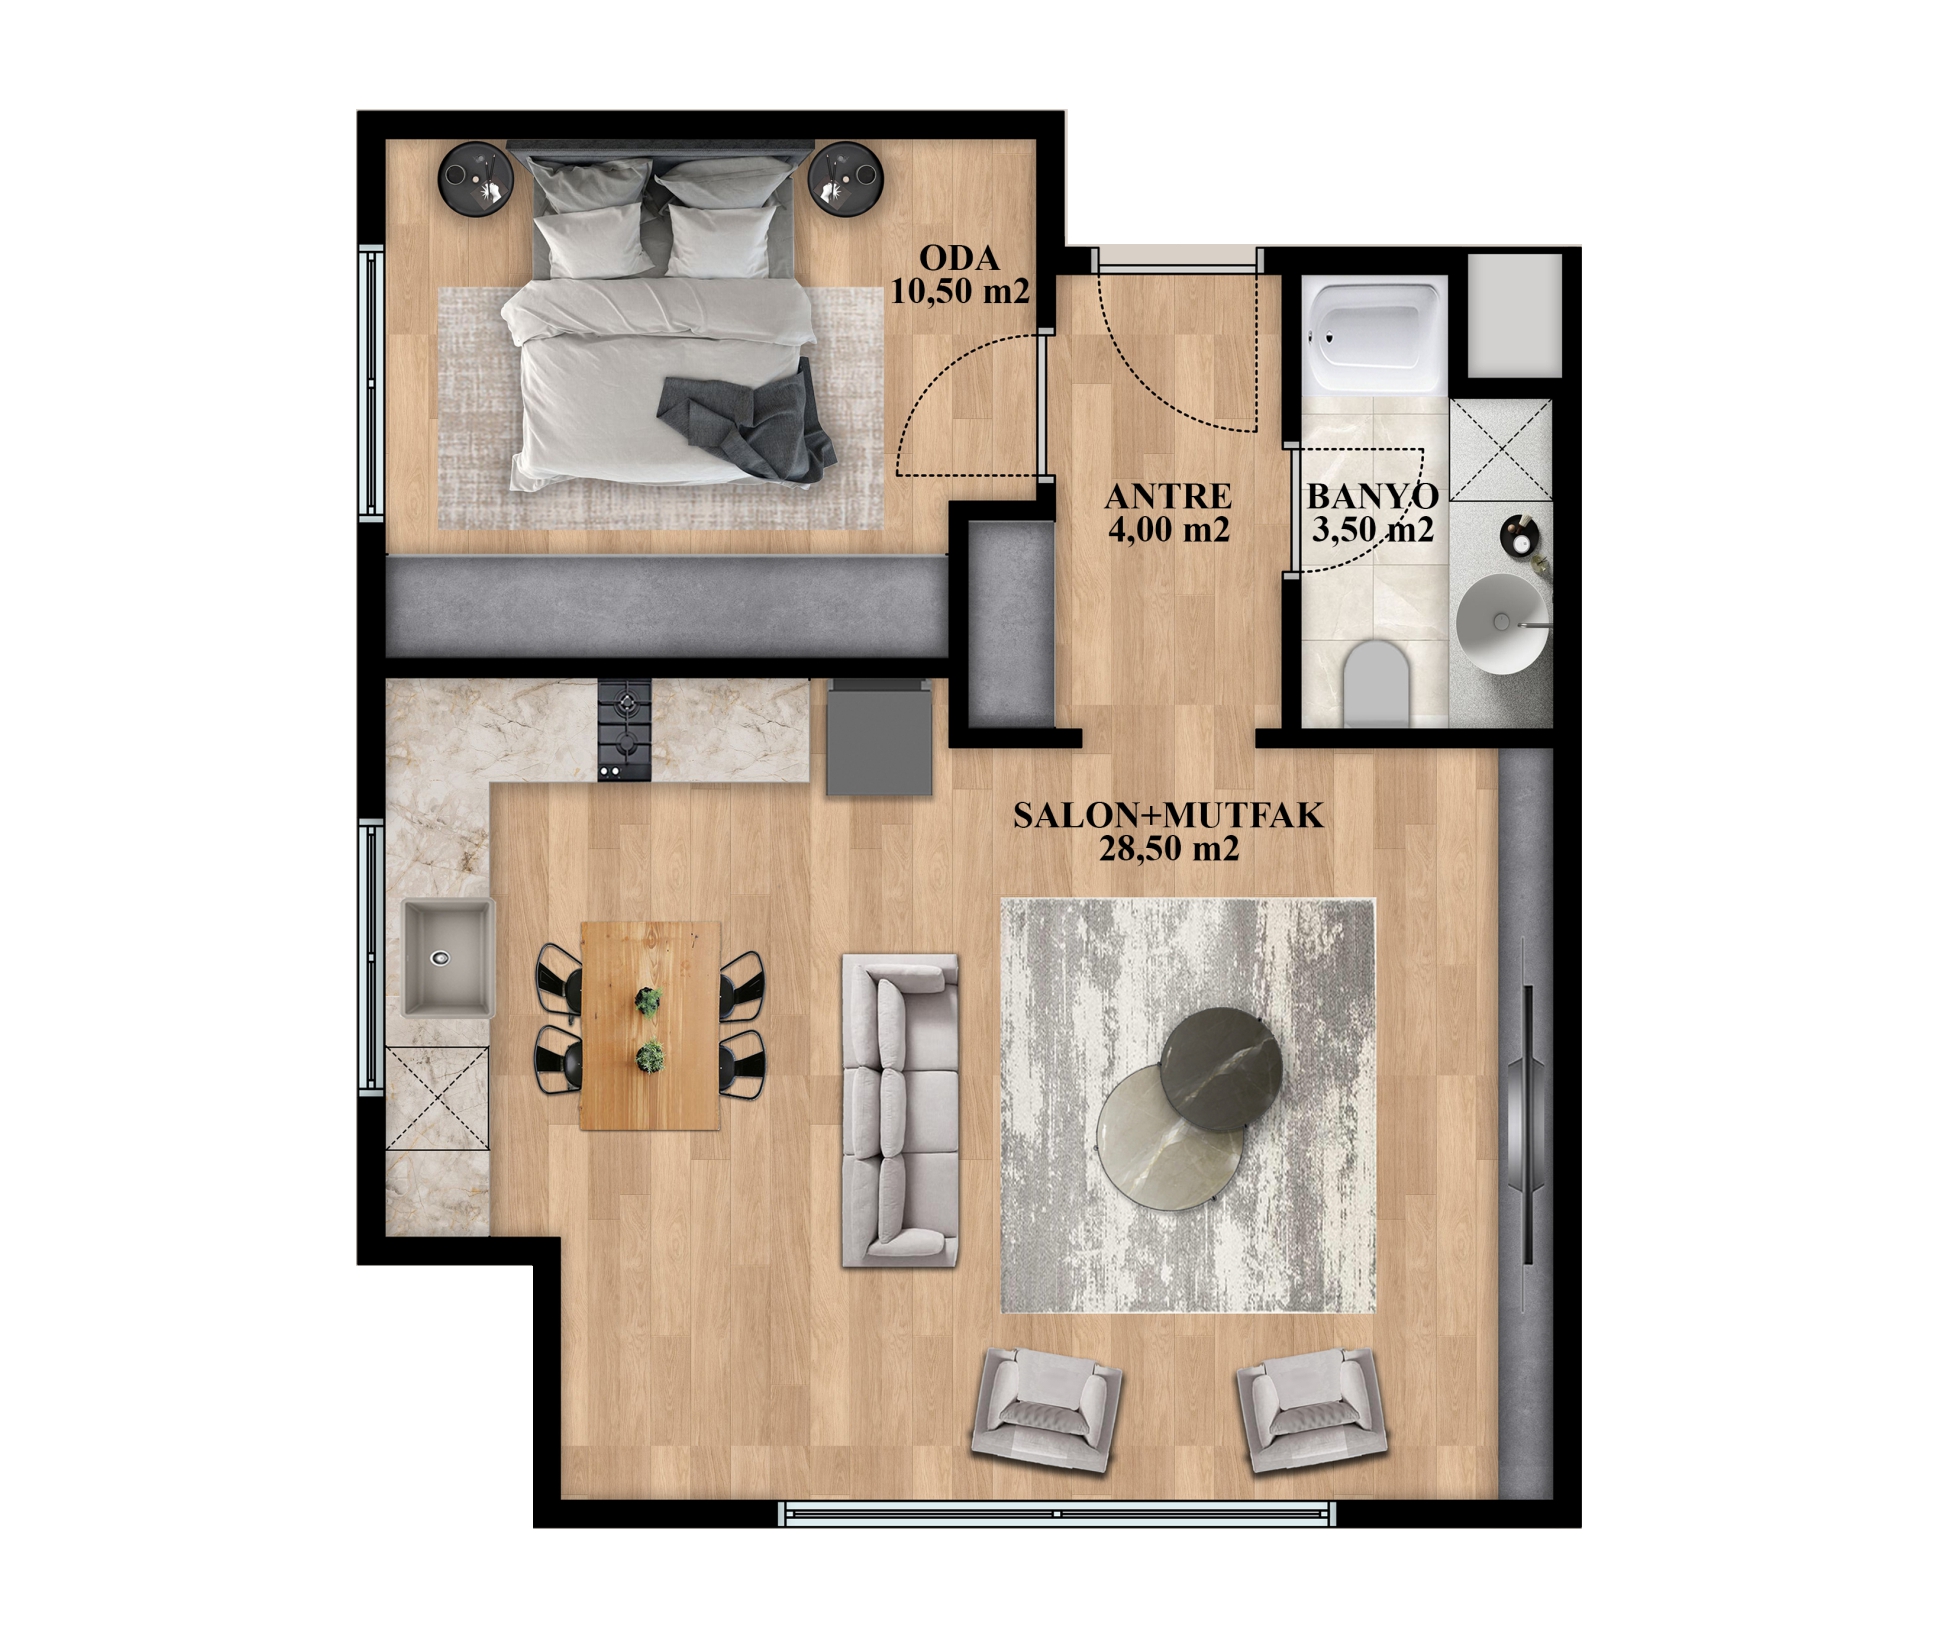 ODA
10,50 m2
ANTRE
4,00 m2
BANYO
3,50 m2
SALON+MUTFAK
28,50 m2